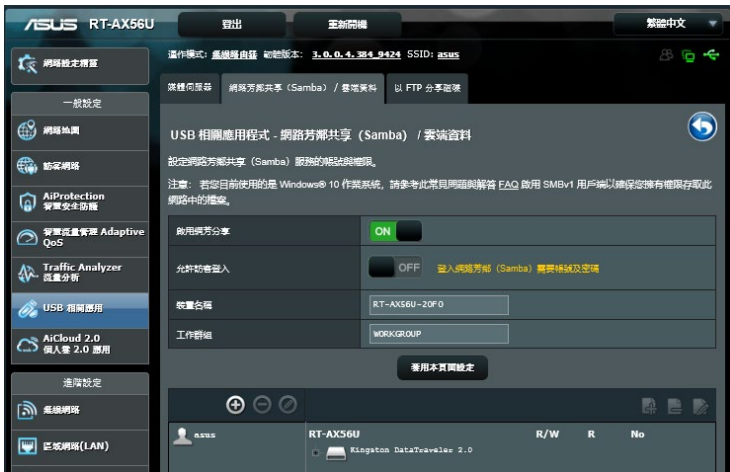 ASUS RT-AX56U 登出 重新開機 繁體中文
運作模式: 無線路由器 韌體版本: 3.0.0.4.384_9424 SSID: asus
網路設定精靈
媒體伺服器 網路芳鄰共享 (Samba) / 雲端資料 以 FTP 分享磁碟
一般設定
網路地圖
訪客網路
AiProtection
智慧安全防護
智慧流量管理 Adaptive
QoS
Traffic Analyzer
流量分析
USB 相關應用
AiCloud 2.0
個人雲 2.0 應用
進階設定
無線網路
區域網路(LAN)
USB 相關應用程式 - 網路芳鄰共享 (Samba) / 雲端資料
設定網路芳鄰共享 (Samba) 服務的帳號與權限。
注意: 若您目前使用的是 Windows® 10 作業系統, 請參考此常見問題與解答 FAQ 啟用 SMBv1 用戶端以確保您擁有權限存取此
網路中的檔案。
啟用網芳分享 ON
允許訪客登入 OFF 登入網路芳鄰 (Samba) 需要帳號及密碼
裝置名稱 RT-AX56U-20F0
工作群組 WORKGROUP
套用本頁面設定
asus RT-AX56U R/W R No
Kingston DataTraveler 2.0